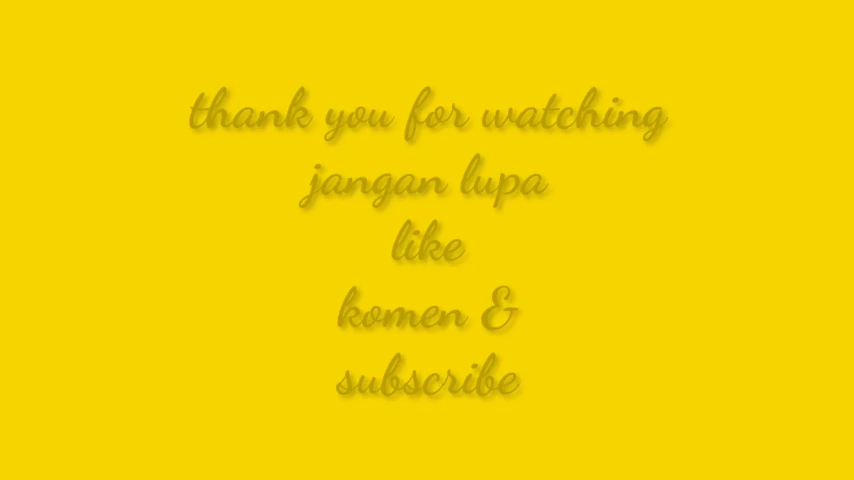 thank you for watching
jangan lupa
like
komen &
subscribe